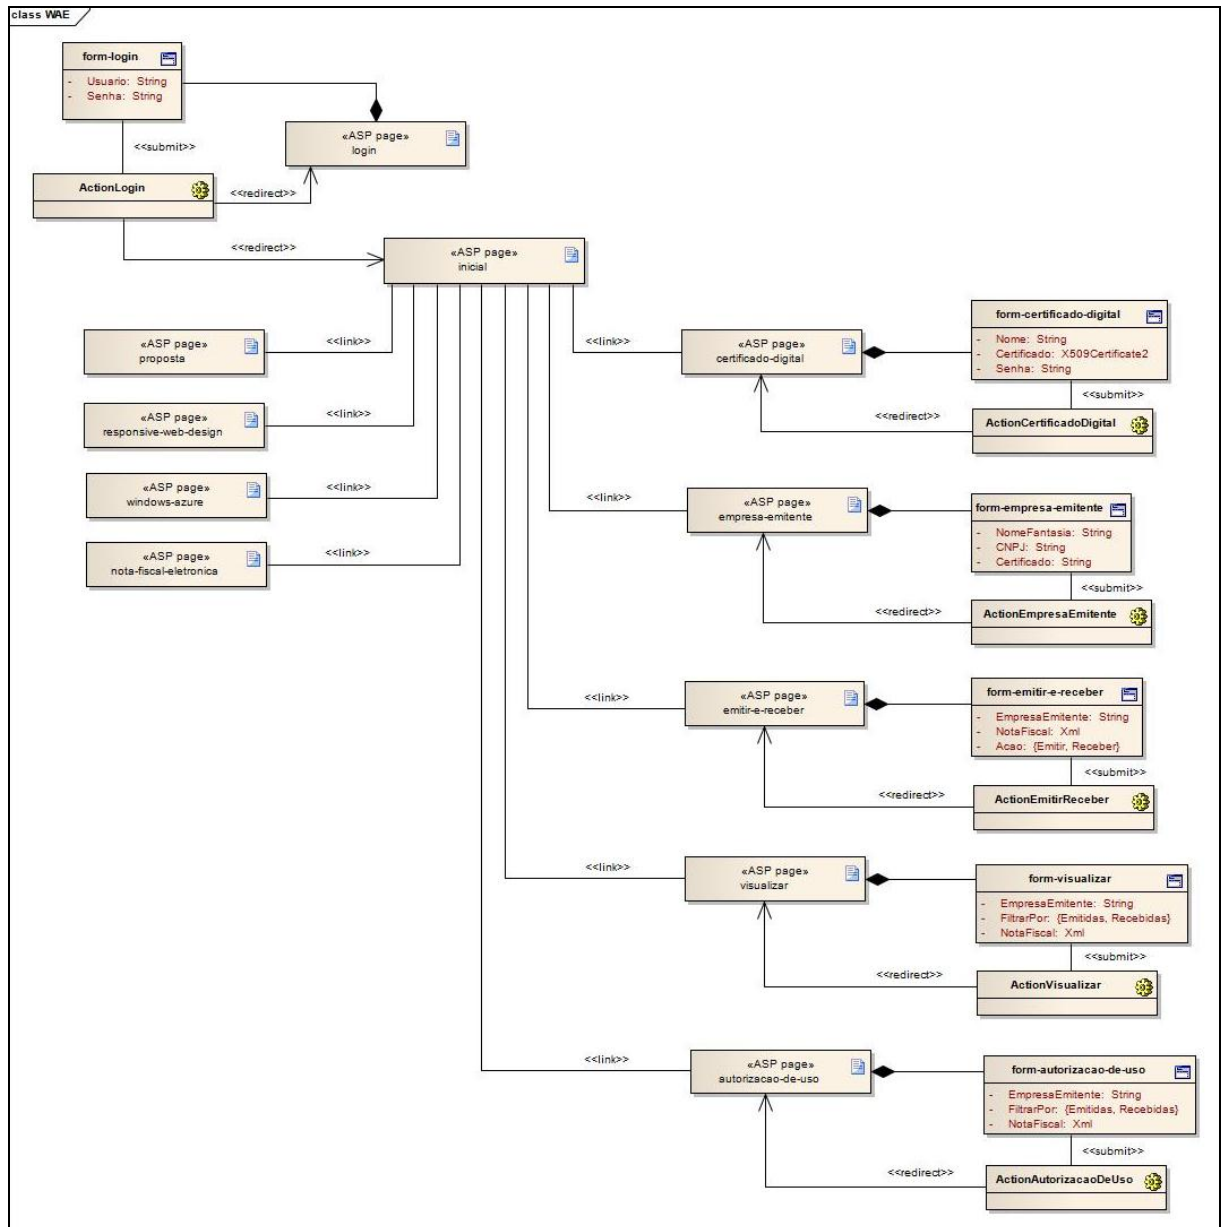 class WAE
form-login
- Usuario: String
- Senha: String
<<submit>>
«ASP page»
login
ActionLogin
<<redirect>>
<<redirect>>
«ASP page»
inicial
«ASP page»
proposta
<<link>>
«ASP page»
responsive-web-design
<<link>>
«ASP page»
windows-azure
<<link>>
«ASP page»
nota-fiscal-eletronica
<<link>>
<<link>>
«ASP page»
certificado-digital
form-certificado-digital
- Nome: String
- Certificado: X509Certificate2
- Senha: String
<<submit>>
<<redirect>>
ActionCertificadoDigital
<<link>>
«ASP page»
empresa-emitente
form-empresa-emitente
- NomeFantasia: String
- CNPJ: String
- Certificado: String
<<submit>>
<<redirect>>
ActionEmpresaEmitente
<<link>>
«ASP page»
emitir-e-receber
form-emitir-e-receber
- EmpresaEmitente: String
- NotaFiscal: Xml
- Acao: {Emitir, Receber}
<<submit>>
<<redirect>>
ActionEmitirReceber
<<link>>
«ASP page»
visualizar
form-visualizar
- EmpresaEmitente: String
- FiltrarPor: {Emitidas, Recebidas}
- NotaFiscal: Xml
<<submit>>
<<redirect>>
ActionVisualizar
<<link>>
«ASP page»
autorizacao-de-uso
form-autorizacao-de-uso
- EmpresaEmitente: String
- FiltrarPor: {Emitidas, Recebidas}
- NotaFiscal: Xml
<<submit>>
<<redirect>>
ActionAutorizacaoDeUso